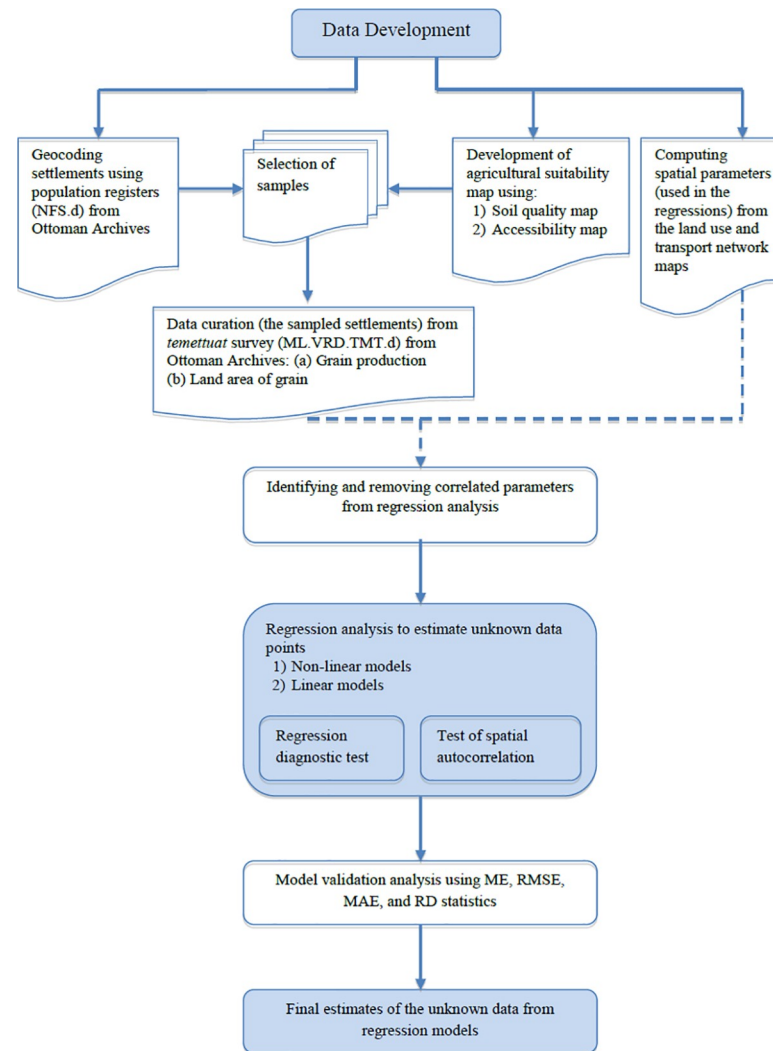 Data Development
Geocoding
settlements using
population registers
(NFS.d) from
Ottoman Archives
Selection of
samples
Development of
agricultural suitability
map using:
1) Soil quality map
2) Accessibility map
Computing
spatial parameters
(used in the
regressions) from
the land use and
transport network
maps
Data curation (the sampled settlements) from
temettuat survey (ML.VRD.TMT.d) from
Ottoman Archives: (a) Grain production
(b) Land area of grain
Identifying and removing correlated parameters
from regression analysis
Regression analysis to estimate unknown data
points
1) Non-linear models
2) Linear models
Regression
diagnostic test
Test of spatial
autocorrelation
Model validation analysis using ME, RMSE,
MAE, and RD statistics
Final estimates of the unknown data from
regression models